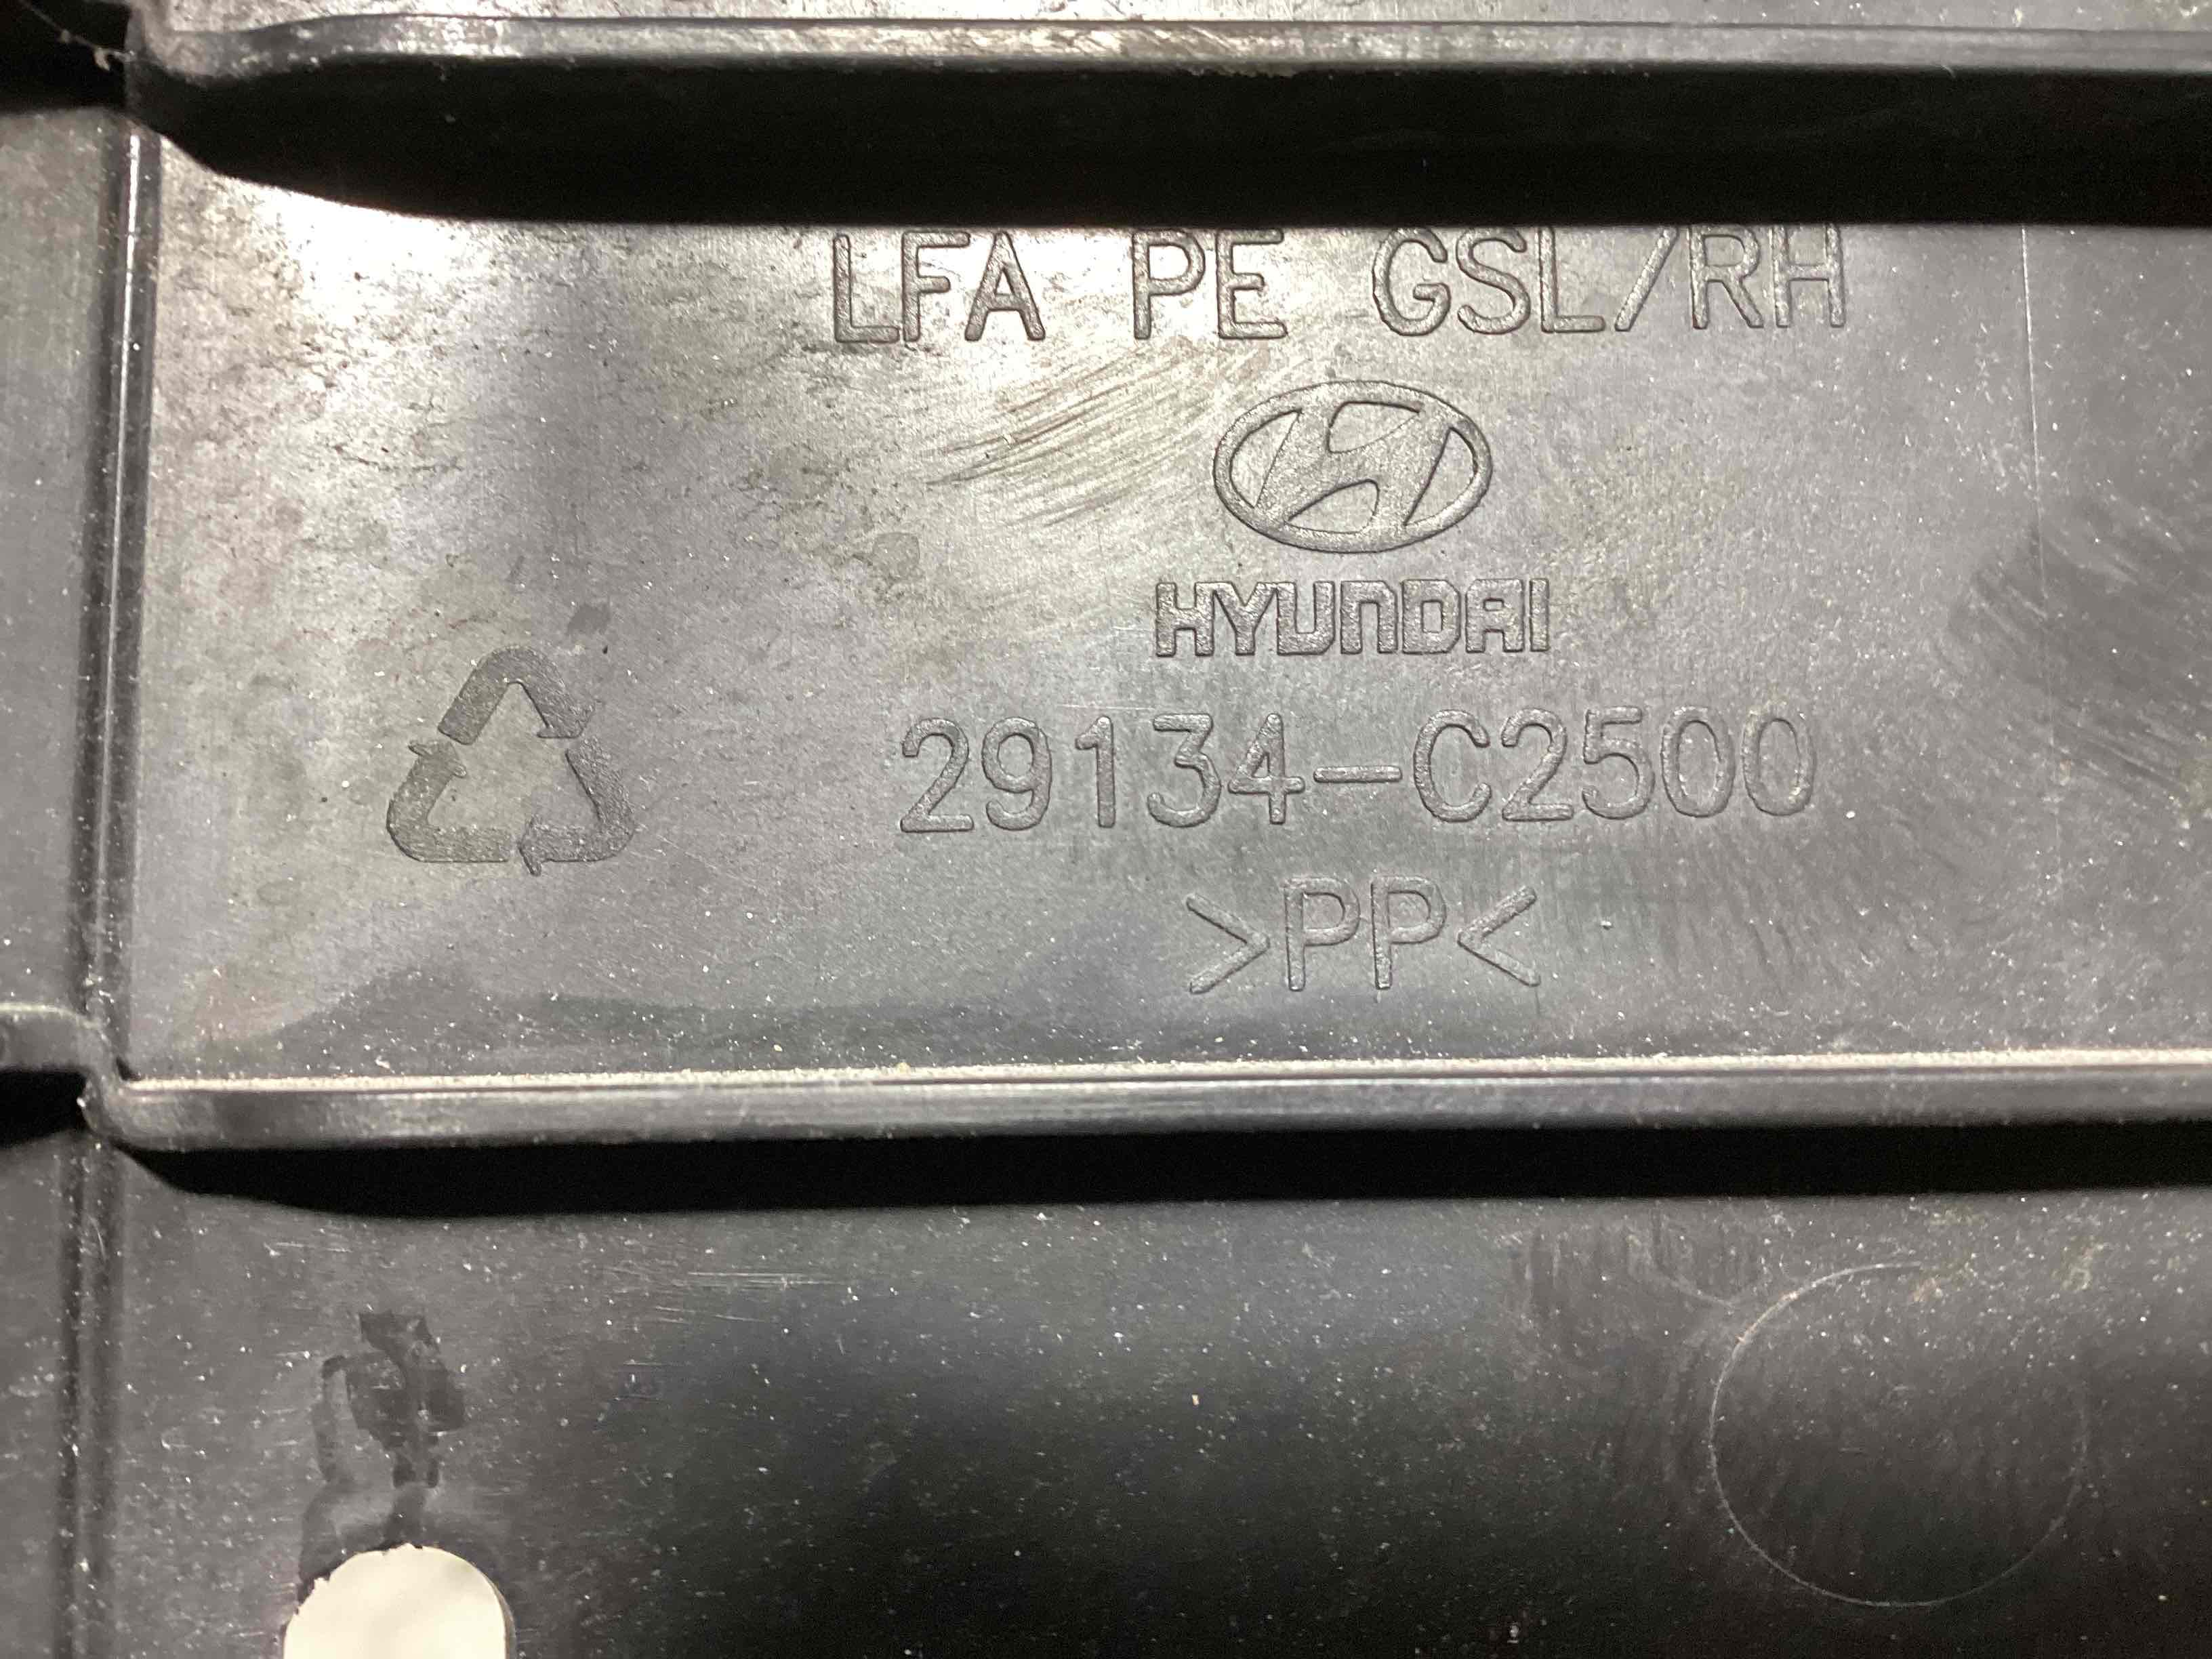 LFA PE GSL/RH
HYUNDAI
29134-C2500
>PP<